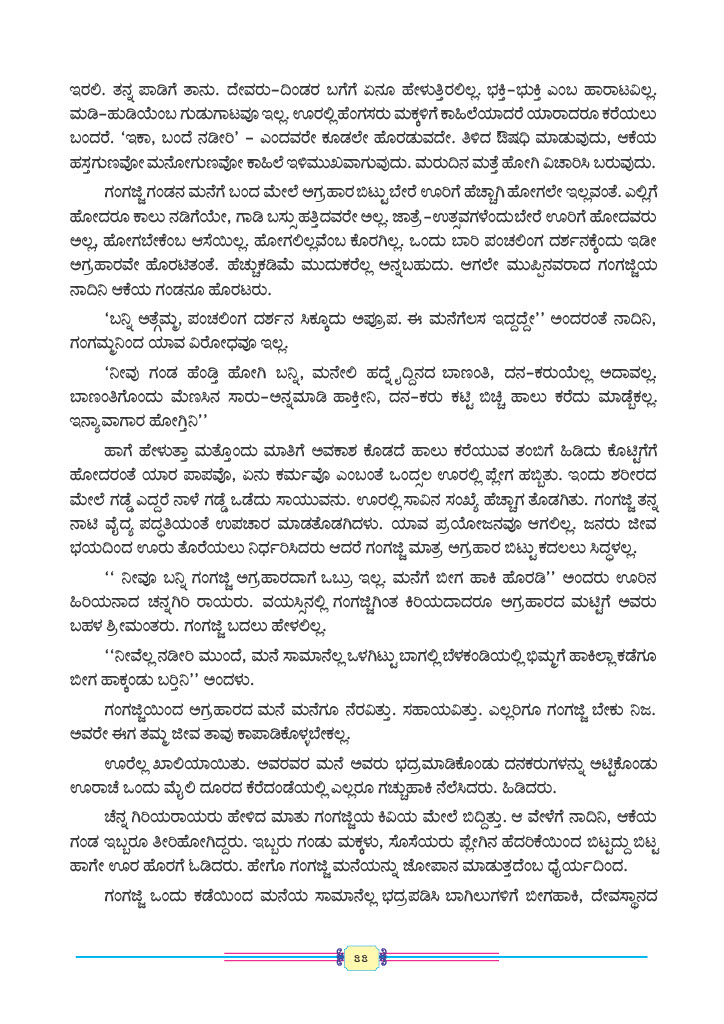 ಇರಲಿ. ತನ್ನ ಪಾಡಿಗೆ ತಾನು. ದೇವರು–ದಿಂಡರ ಬಗೆಗೆ ಏನೂ ಹೇಳುತ್ತಿರಲಿಲ್ಲ. ಭಕ್ತಿ–ಭುಕ್ತಿ ಎಂಬ ಹಾರಾಟವಿಲ್ಲ.
ಮಡಿ–ಹುಡಿಯೆಂಬ ಗುಡುಗಾಟವೂ ಇಲ್ಲ. ಊರಲ್ಲಿ ಹೆಂಗಸರು ಮಕ್ಕಳಿಗೆ ಕಾಹಿಲೆಯಾದರೆ ಯಾರಾದರೂ ಕರೆಯಲು
ಬಂದರೆ. ‘ಇಕಾ, ಬಂದೆ ನಡೀರಿ’ – ಎಂದವರೇ ಕೂಡಲೇ ಹೊರಡುವದೇ. ತಿಳಿದ ಔಷಧಿ ಮಾಡುವುದು, ಆಕೆಯ
ಹಸ್ತಗುಣವೋ ಮನೋಗುಣವೋ ಕಾಹಿಲೆ ಇಳಿಮುಖವಾಗುವುದು. ಮರುದಿನ ಮತ್ತೆ ಹೋಗಿ ವಿಚಾರಿಸಿ ಬರುವುದು.
ಗಂಗಜ್ಜಿ ಗಂಡನ ಮನೆಗೆ ಬಂದ ಮೇಲೆ ಅಗ್ರಹಾರ ಬಿಟ್ಟು ಬೇರೆ ಊರಿಗೆ ಹೆಚ್ಚಾಗಿ ಹೋಗಲೇ ಇಲ್ಲವಂತೆ. ಎಲ್ಲಿಗೆ
ಹೋದರೂ ಕಾಲು ನಡಿಗೆಯೇ, ಗಾಡಿ ಬಸ್ಸು ಹತ್ತಿದವರೇ ಅಲ್ಲ. ಜಾತ್ರೆ–ಉತ್ಸವಗಳೆಂದು ಬೇರೆ ಊರಿಗೆ ಹೋದವರು
ಅಲ್ಲ, ಹೋಗಬೇಕೆಂಬ ಆಸೆಯಿಲ್ಲ. ಹೋಗಲಿಲ್ಲವೆಂಬ ಕೊರಗಿಲ್ಲ. ಒಂದು ಬಾರಿ ಪಂಚಲಿಂಗ ದರ್ಶನಕ್ಕೆಂದು ಇಡೀ
ಅಗ್ರಹಾರವೇ ಹೊರಟಿತಂತೆ. ಹೆಚ್ಚುಕಡಿಮೆ ಮುದುಕರೆಲ್ಲ ಅನ್ನಬಹುದು. ಆಗಲೇ ಮುಪ್ಪಿನವರಾದ ಗಂಗಜ್ಜಿಯ
ನಾದಿನಿ ಆಕೆಯ ಗಂಡನೂ ಹೊರಟರು.
‘ಬನ್ನಿ ಅತ್ಗೆಮ್ಮ, ಪಂಚಲಿಂಗ ದರ್ಶನ ಸಿಕ್ಕೂದು ಅಪ್ರೂಪ. ಈ ಮನೆಗೆಲಸ ಇದ್ದದ್ದೇ’’ ಅಂದರಂತೆ ನಾದಿನಿ,
ಗಂಗಮ್ಮನಿಂದ ಯಾವ ವಿರೋಧವೂ ಇಲ್ಲ.
‘ನೀವು ಗಂಡ ಹೆಂಡ್ತಿ ಹೋಗಿ ಬನ್ನಿ, ಮನೇಲಿ ಹದ್ನೈದ್ದಿನದ ಬಾಣಂತಿ, ದನ–ಕರುಯೆಲ್ಲ ಅದಾವಲ್ಲ.
ಬಾಣಂತಿಗೊಂದು ಮೆಣಸಿನ ಸಾರು–ಅನ್ನಮಾಡಿ ಹಾಕ್ತೀನಿ, ದನ–ಕರು ಕಟ್ಟಿ ಬಿಚ್ಚಿ ಹಾಲು ಕರೆದು ಮಾಡ್ಬೆಕಲ್ಲ.
ಇನ್ಯಾವಾಗಾರ ಹೋಗ್ತಿನಿ’’
ಹಾಗೆ ಹೇಳುತ್ತಾ ಮತ್ತೊಂದು ಮಾತಿಗೆ ಅವಕಾಶ ಕೊಡದೆ ಹಾಲು ಕರೆಯುವ ತಂಬಿಗೆ ಹಿಡಿದು ಕೊಟ್ಟಿಗೆಗೆ
ಹೋದರಂತೆ ಯಾರ ಪಾಪವೊ, ಏನು ಕರ್ಮವೊ ಎಂಬಂತೆ ಒಂದ್ಸಲ ಊರಲ್ಲಿ ಪ್ಲೇಗ ಹಬ್ಬಿತು. ಇಂದು ಶರೀರದ
ಮೇಲೆ ಗಡ್ಡೆ ಎದ್ದರೆ ನಾಳೆ ಗಡ್ಡೆ ಒಡೆದು ಸಾಯುವನು. ಊರಲ್ಲಿ ಸಾವಿನ ಸಂಖ್ಯೆ ಹೆಚ್ಚಾಗ ತೊಡಗಿತು. ಗಂಗಜ್ಜಿ ತನ್ನ
ನಾಟಿ ವೈದ್ಯ ಪದ್ಧತಿಯಂತೆ ಉಪಚಾರ ಮಾಡತೊಡಗಿದಳು. ಯಾವ ಪ್ರಯೋಜನವೂ ಆಗಲಿಲ್ಲ. ಜನರು ಜೀವ
ಭಯದಿಂದ ಊರು ತೊರೆಯಲು ನಿರ್ಧರಿಸಿದರು ಆದರೆ ಗಂಗಜ್ಜಿ ಮಾತ್ರ ಅಗ್ರಹಾರ ಬಿಟ್ಟು ಕದಲಲು ಸಿದ್ಧಳಲ್ಲ.
‘‘ ನೀವೂ ಬನ್ನಿ ಗಂಗಜ್ಜಿ ಅಗ್ರಹಾರದಾಗೆ ಒಬ್ರು ಇಲ್ಲ. ಮನೆಗೆ ಬೀಗ ಹಾಕಿ ಹೊರಡಿ’’ ಅಂದರು ಊರಿನ
ಹಿರಿಯನಾದ ಚನ್ನಗಿರಿ ರಾಯರು. ವಯಸ್ಸಿನಲ್ಲಿ ಗಂಗಜ್ಜಿಗಿಂತ ಕಿರಿಯದಾದರೂ ಅಗ್ರಹಾರದ ಮಟ್ಟಿಗೆ ಅವರು
ಬಹಳ ಶ್ರೀಮಂತರು. ಗಂಗಜ್ಜಿ ಬದಲು ಹೇಳಲಿಲ್ಲ.
‘‘ನೀವೆಲ್ಲ ನಡೀರಿ ಮುಂದೆ, ಮನೆ ಸಾಮಾನೆಲ್ಲ ಒಳಗಿಟ್ಟು ಬಾಗಲ್ಲಿ ಬೆಳಕಂಡಿಯಲ್ಲಿ ಭಿಮ್ಮಗೆ ಹಾಕಿಲ್ಲಾ ಕಡೆಗೂ
ಬೀಗ ಹಾಕ್ಕಂಡು ಬರ‍್ತಿನಿ’’ ಅಂದಳು.
ಗಂಗಜ್ಜಿಯಿಂದ ಅಗ್ರಹಾರದ ಮನೆ ಮನೆಗೂ ನೆರವಿತ್ತು. ಸಹಾಯವಿತ್ತು. ಎಲ್ಲರಿಗೂ ಗಂಗಜ್ಜಿ ಬೇಕು ನಿಜ.
ಅವರೇ ಈಗ ತಮ್ಮ ಜೀವ ತಾವು ಕಾಪಾಡಿಕೊಳ್ಳಬೇಕಲ್ಲ.
ಊರೆಲ್ಲ ಖಾಲಿಯಾಯಿತು. ಅವರವರ ಮನೆ ಅವರು ಭದ್ರಮಾಡಿಕೊಂಡು ದನಕರುಗಳನ್ನು ಅಟ್ಟಿಕೊಂಡು
ಊರಾಚೆ ಒಂದು ಮೈಲಿ ದೂರದ ಕೆರೆದಂಡೆಯಲ್ಲಿ ಎಲ್ಲರೂ ಗಚ್ಚುಹಾಕಿ ನೆಲೆಸಿದರು. ಹಿಡಿದರು.
ಚೆನ್ನ ಗಿರಿಯರಾಯರು ಹೇಳಿದ ಮಾತು ಗಂಗಜ್ಜಿಯ ಕಿವಿಯ ಮೇಲೆ ಬಿದ್ದಿತ್ತು. ಆ ವೇಳೆಗೆ ನಾದಿನಿ, ಆಕೆಯ
ಗಂಡ ಇಬ್ಬರೂ ತೀರಿಹೋಗಿದ್ದರು. ಇಬ್ಬರು ಗಂಡು ಮಕ್ಕಳು, ಸೊಸೆಯರು ಪ್ಲೇಗಿನ ಹೆದರಿಕೆಯಿಂದ ಬಿಟ್ಟದ್ದು ಬಿಟ್ಟ
ಹಾಗೇ ಊರ ಹೊರಗೆ ಓಡಿದರು. ಹೇಗೊ ಗಂಗಜ್ಜಿ ಮನೆಯನ್ನು ಜೋಪಾನ ಮಾಡುತ್ತದೆಂಬ ಧೈರ್ಯದಿಂದ.
ಗಂಗಜ್ಜಿ ಒಂದು ಕಡೆಯಿಂದ ಮನೆಯ ಸಾಮಾನೆಲ್ಲ ಭದ್ರಪಡಿಸಿ ಬಾಗಿಲುಗಳಿಗೆ ಬೀಗಹಾಕಿ, ದೇವಸ್ಥಾನದ
೩೩